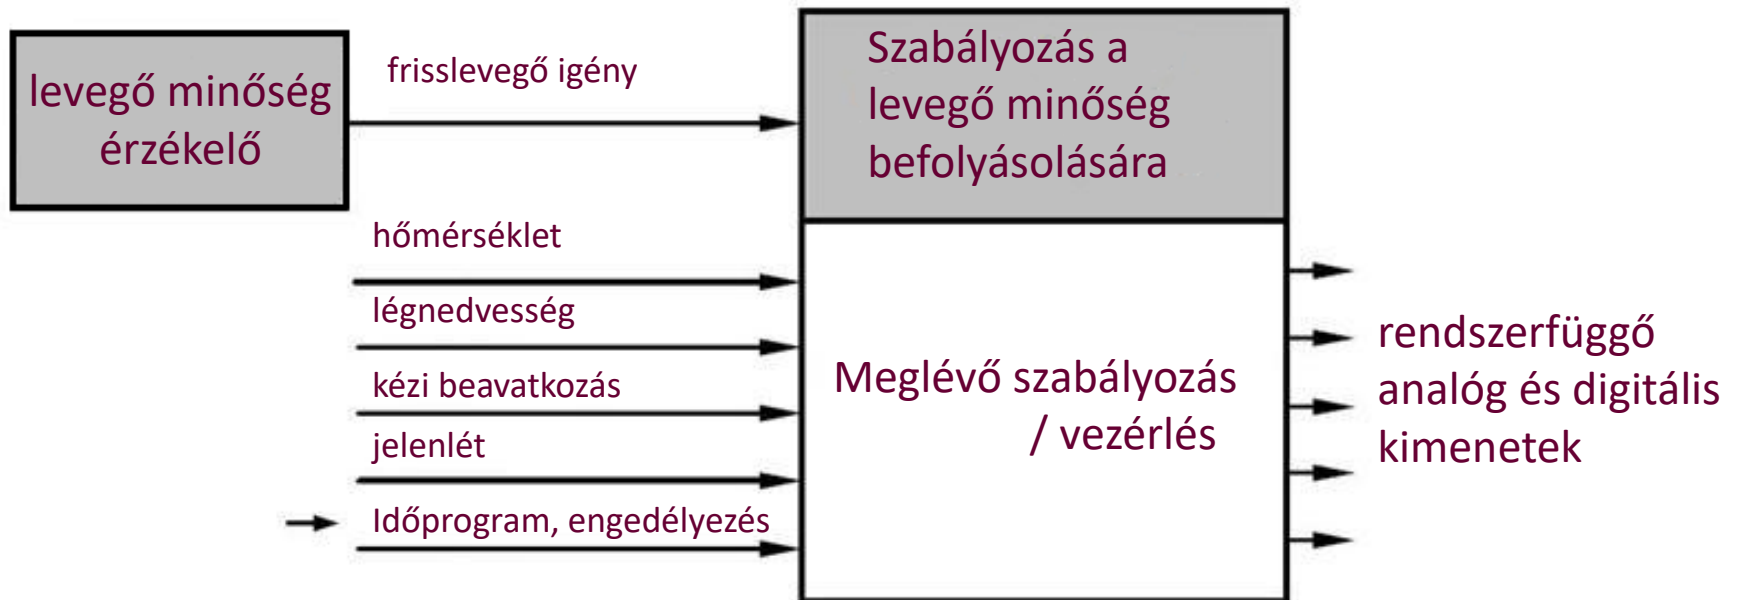 levegő minőség
érzékelő
frisslevegő igény
Szabályozás a
levegő minőség
befolyásolására
hőmérséklet
légnedvesség
kézi beavatkozás
jelenlét
Időprogram, engedélyezés
Meglévő szabályozás
/ vezérlés
rendszerfüggő
analóg és digitális
kimenetek